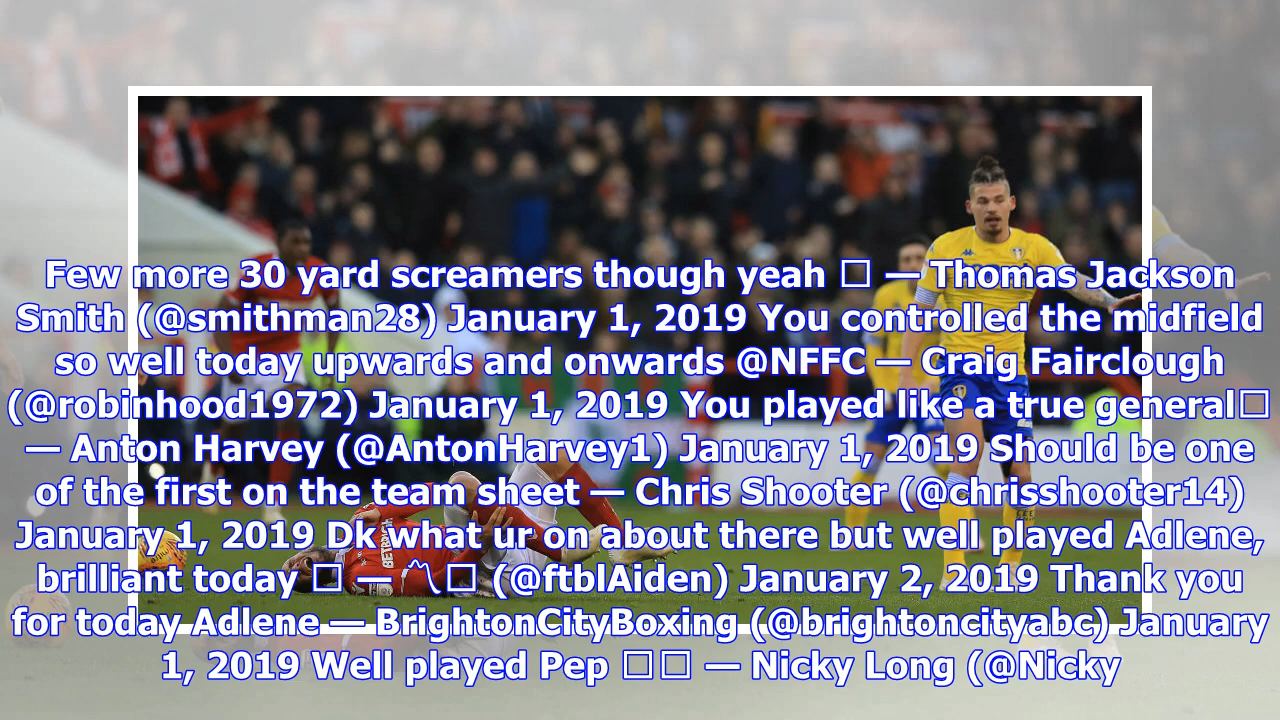 Few more 30 yard screamers though yeah □ — Thomas Jackson
Smith (@smithman28) January 1, 2019 You controlled the midfield
so well today upwards and onwards @NFFC — Craig Fairclough
(@robinhood1972) January 1, 2019 You played like a true general□
— Anton Harvey (@AntonHarvey1) January 1, 2019 Should be one
of the first on the team sheet — Chris Shooter (@chrisshooter14)
January 1, 2019 Dk what ur on about there but well played Adlene,
brilliant today □ — 〽□ (@ftblAiden) January 2, 2019 Thank you
for today Adlene — BrightonCityBoxing (@brightoncityabc) January
1, 2019 Well played Pep □□ — Nicky Long (@Nicky